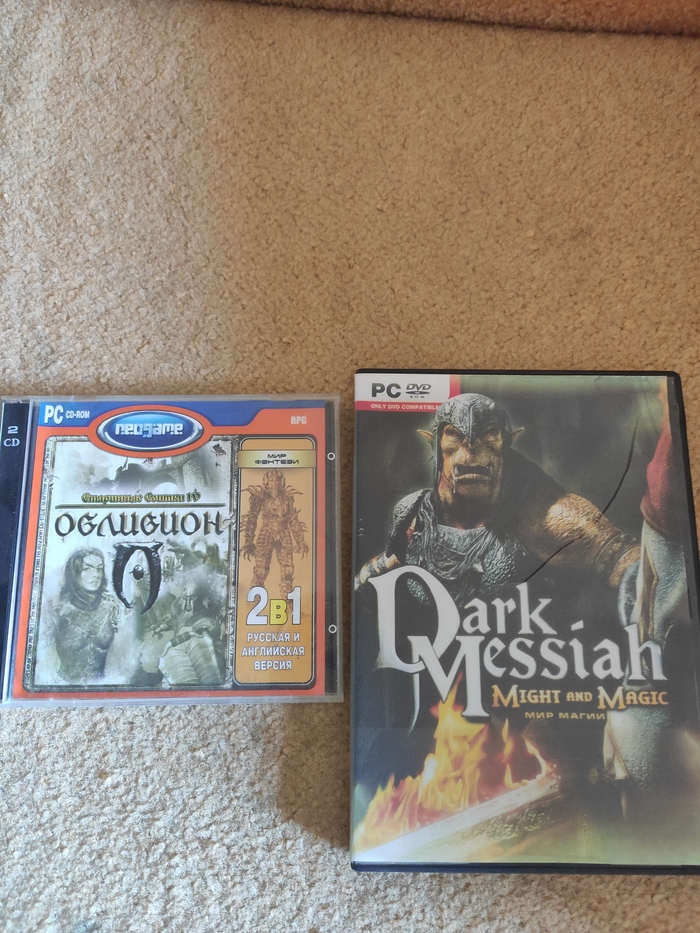 2
CD
PC CD-ROM
neogame
RPG
МИР
ФЭНТЕЗИ
Старинные Свитки IV
ОБЛИВИОН
2в1
РУССКАЯ И
АНГЛИЙСКАЯ
ВЕРСИЯ
PC DVD
ROM
ONLY DVD COMPATIBLE
Dark
Messiah
MIGHT AND MAGIC
МИР МАГИИ